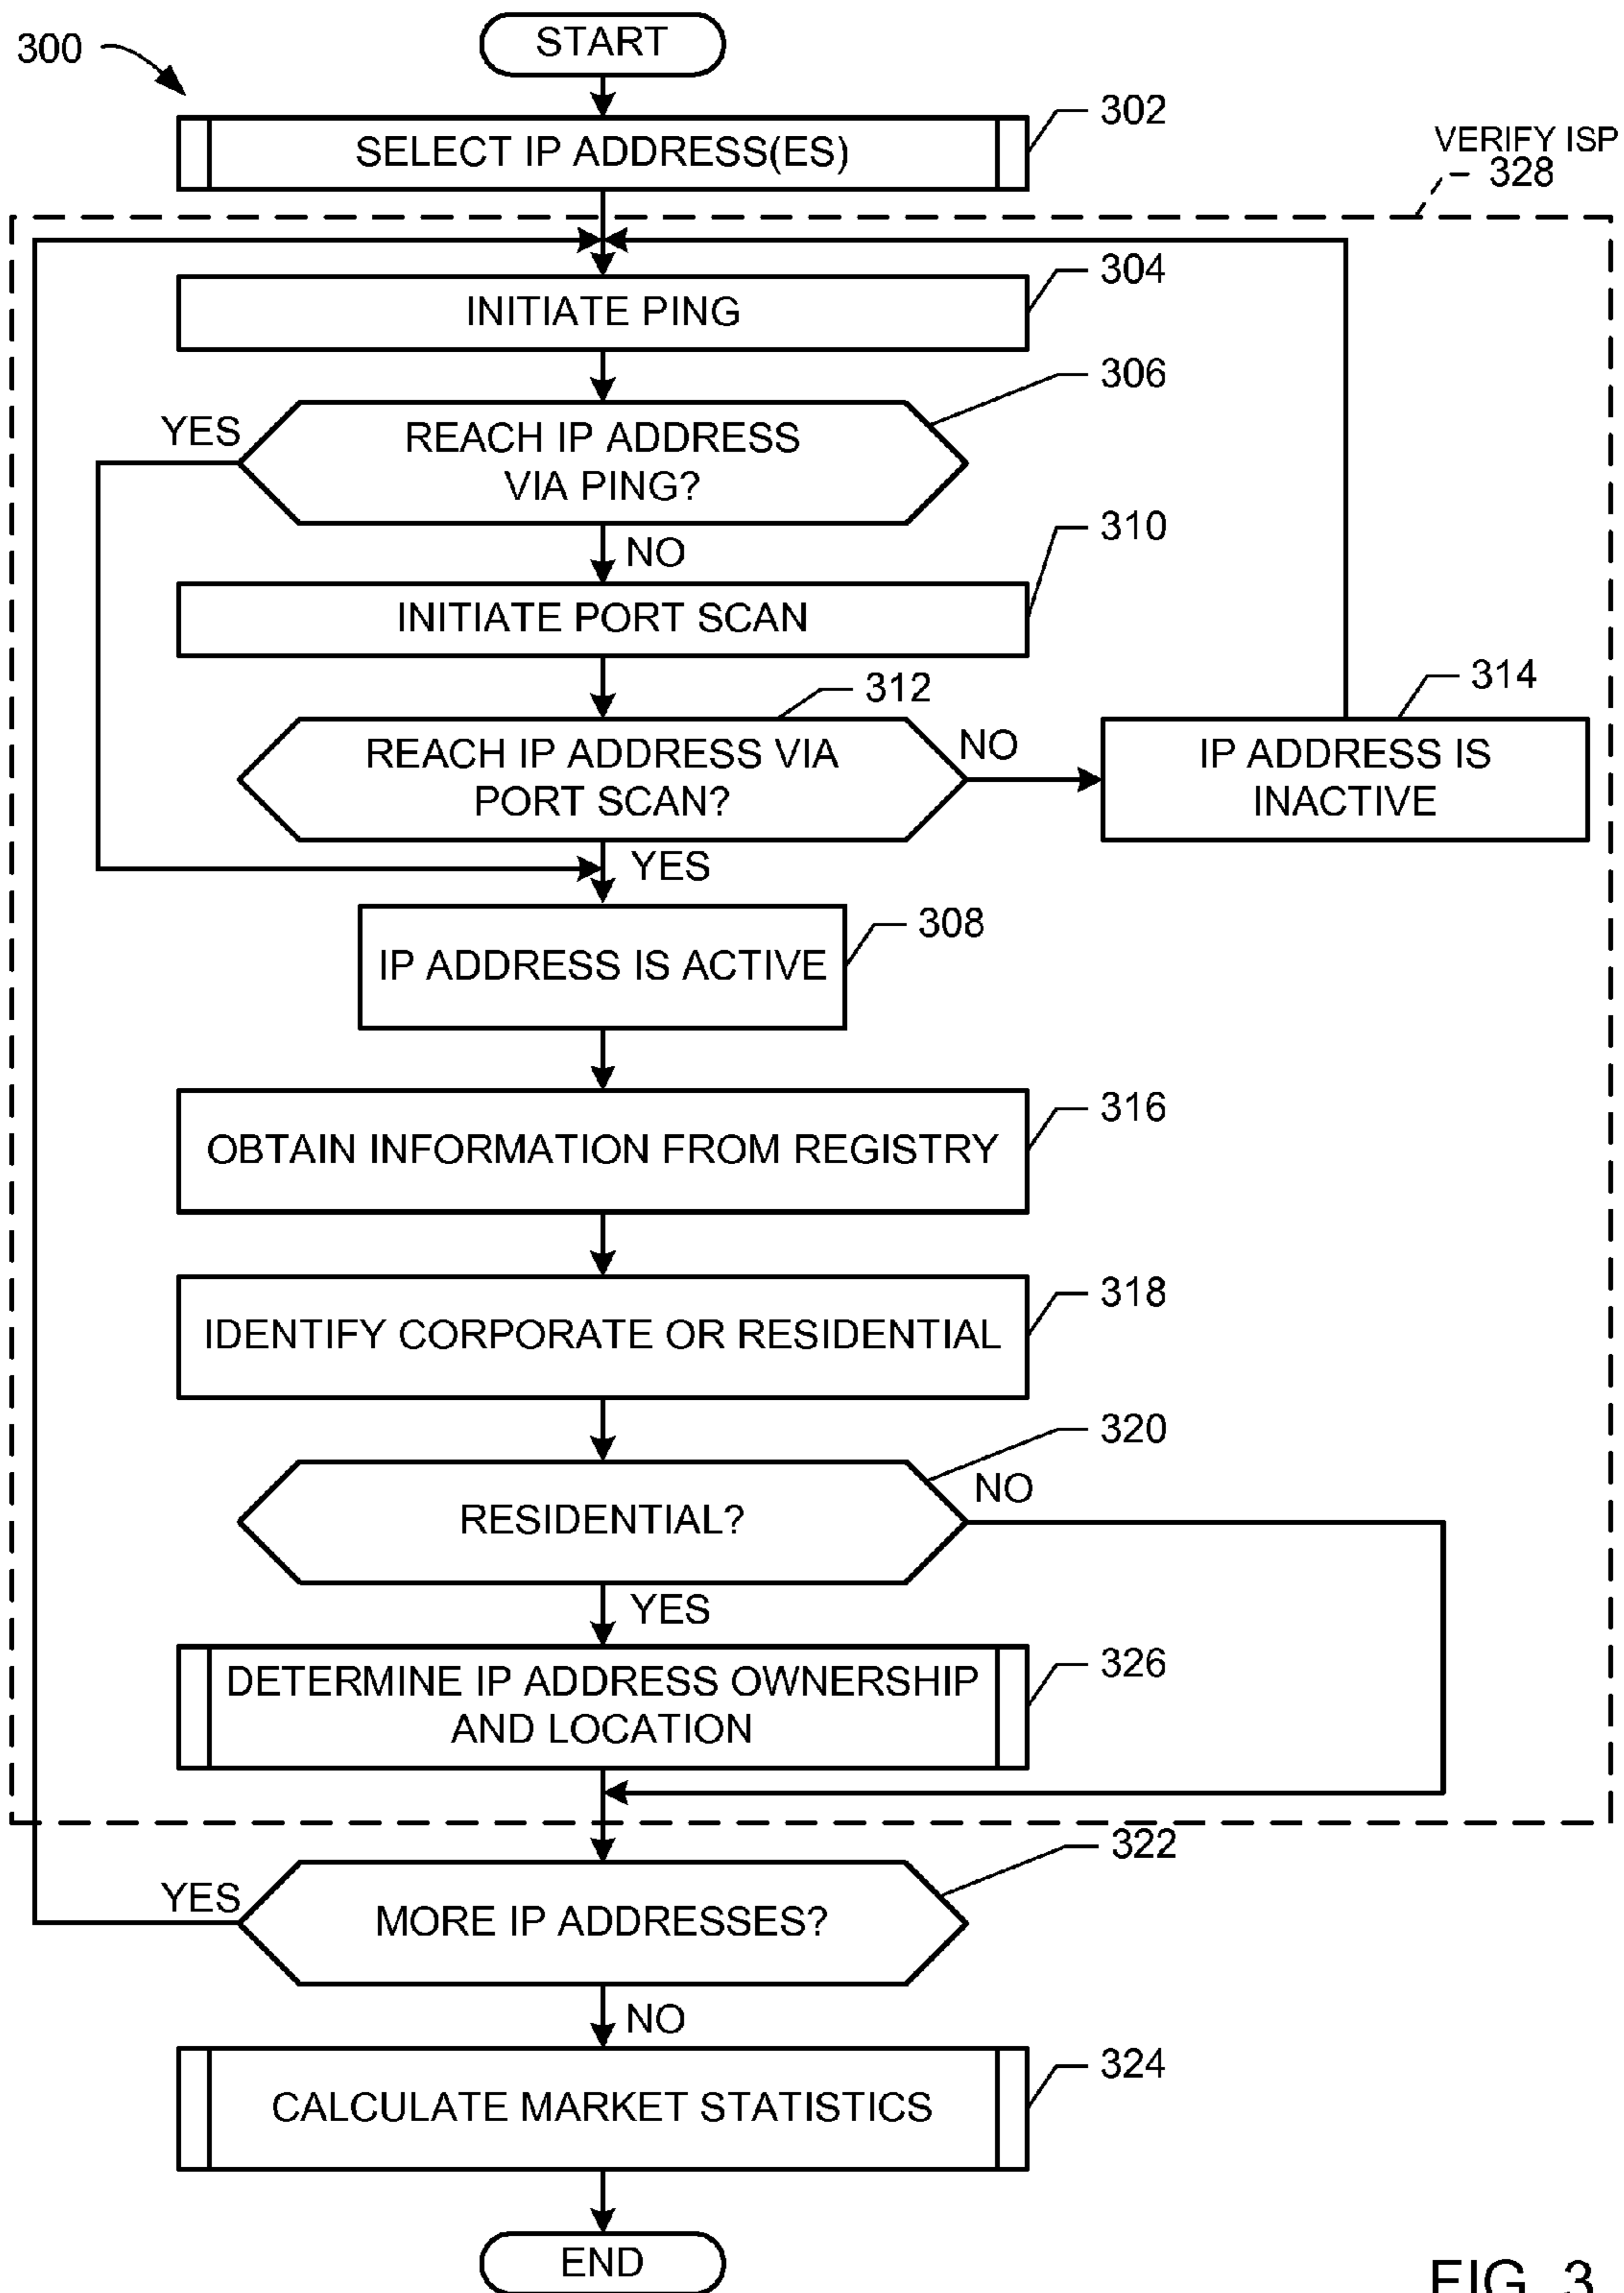 300
START
302
SELECT IP ADDRESS(ES)
VERIFY ISP
328
304
INITIATE PING
306
YES
REACH IP ADDRESS
VIA PING?
310
NO
INITIATE PORT SCAN
312
314
REACH IP ADDRESS VIA
PORT SCAN?
NO
IP ADDRESS IS
INACTIVE
YES
308
IP ADDRESS IS ACTIVE
316
OBTAIN INFORMATION FROM REGISTRY
318
IDENTIFY CORPORATE OR RESIDENTIAL
320
NO
RESIDENTIAL?
YES
326
DETERMINE IP ADDRESS OWNERSHIP
AND LOCATION
322
YES
MORE IP ADDRESSES?
NO
324
CALCULATE MARKET STATISTICS
END
FIG. 3